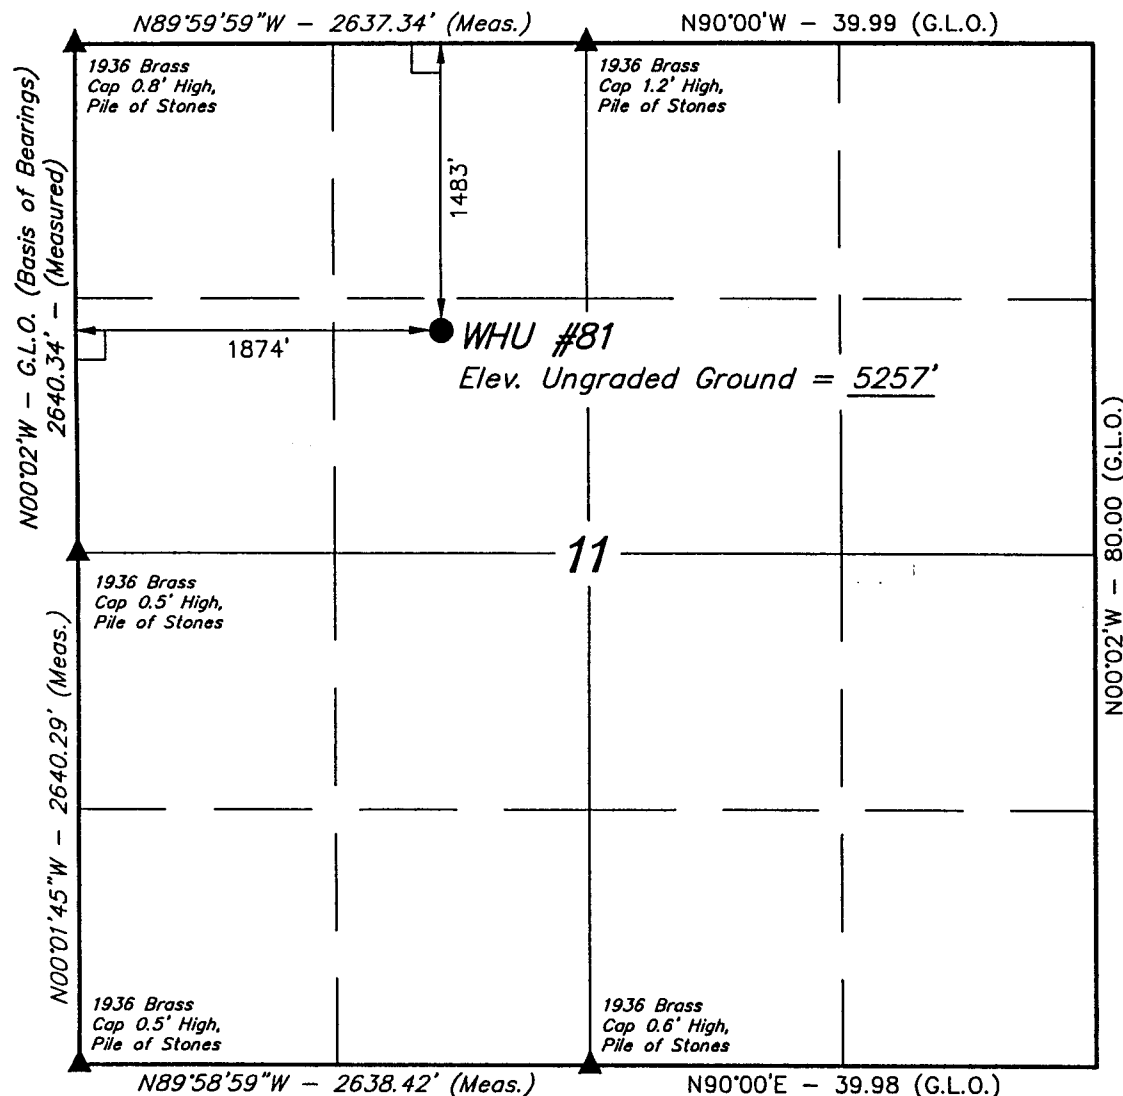 N89°59'59"W - 2637.34' (Meas.)
N90°00'W - 39.99 (G.L.O.)
1936 Brass
Cap 0.8' High,
Pile of Stones
1936 Brass
Cap 1.2' High,
Pile of Stones
N00°02'W - G.L.O. (Basis of Bearings)
2640.34' - (Measured)
1483'
1874'
WHU #81
Elev. Ungraded Ground = 5257'
N00°02'W - 80.00 (G.L.O.)
11
1936 Brass
Cap 0.5' High,
Pile of Stones
N00°01'45"W - 2640.29' (Meas.)
1936 Brass
Cap 0.5' High,
Pile of Stones
1936 Brass
Cap 0.6' High,
Pile of Stones
N89°58'59"W - 2638.42' (Meas.)
N90°00'E - 39.98 (G.L.O.)